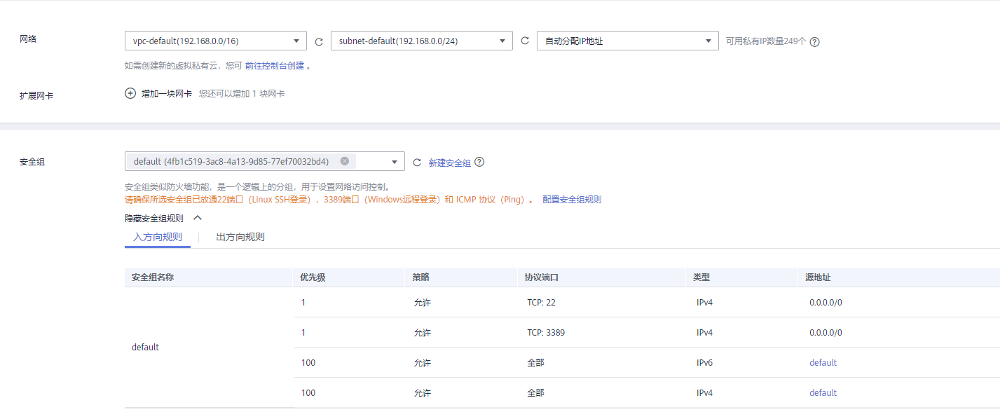 网络
vpc-default(192.168.0.0/16) subnet-default(192.168.0.0/24) 自动分配IP地址 可用私有IP数量249个
如需创建新的虚拟私有云，您可 前往控制台创建 。
扩展网卡
增加一块网卡 您还可以增加 1 块网卡
安全组
default (4fb1c519-3ac8-4a13-9d85-77ef70032bd4) 新建安全组
安全组类似防火墙功能，是一个逻辑上的分组，用于设置网络访问控制。
请确保所选安全组已放通22端口（Linux SSH登录），3389端口（Windows远程登录）和 ICMP 协议（Ping）。 配置安全组规则
隐藏安全组规则
入方向规则 出方向规则
安全组名称 优先级 策略 协议端口 类型 源地址
1 允许 TCP: 22 IPv4 0.0.0.0/0
1 允许 TCP: 3389 IPv4 0.0.0.0/0
default
100 允许 全部 IPv6 default
100 允许 全部 IPv4 default